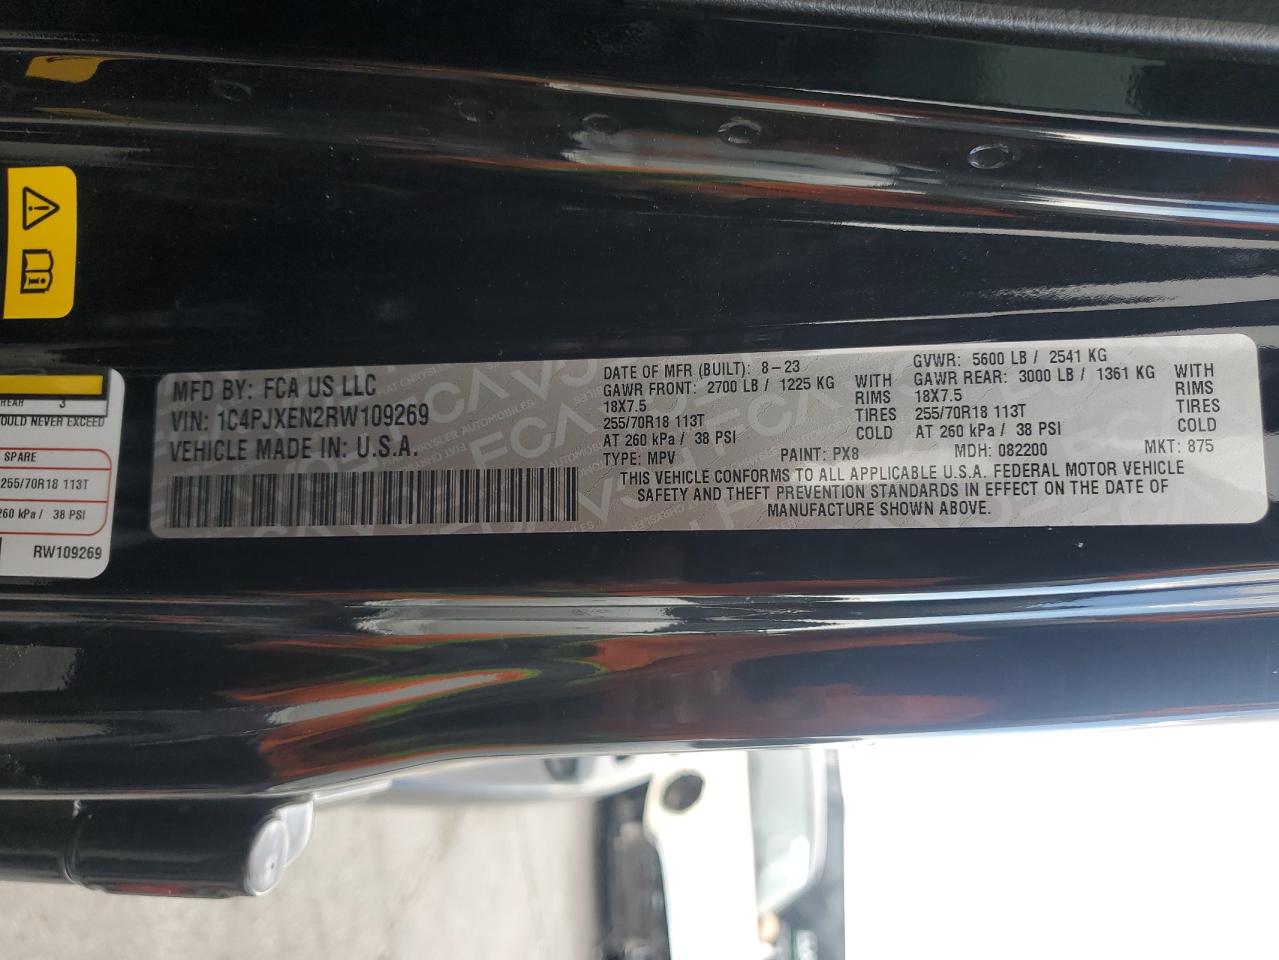 MFD BY: FCA US LLC
VIN: 1C4PJXEN2RW109269
VEHICLE MADE IN: U.S.A.
DATE OF MFR (BUILT): 8-23
GVWR: 5600 LB / 2541 KG
GAWR FRONT: 2700 LB / 1225 KG WITH
18X7.5 RIMS
255/70R18 113T TIRES
AT 260 kPa / 38 PSI COLD
GAWR REAR: 3000 LB / 1361 KG WITH
18X7.5 RIMS
255/70R18 113T TIRES
AT 260 kPa / 38 PSI COLD
TYPE: MPV PAINT: PX8 MDH: 082200 MKT: 875
THIS VEHICLE CONFORMS TO ALL APPLICABLE U.S.A. FEDERAL MOTOR VEHICLE
SAFETY AND THEFT PREVENTION STANDARDS IN EFFECT ON THE DATE OF
MANUFACTURE SHOWN ABOVE.
REAR 3
OULD NEVER EXCEED
SPARE
255/70R18 113T
260 kPa / 38 PSI
RW109269